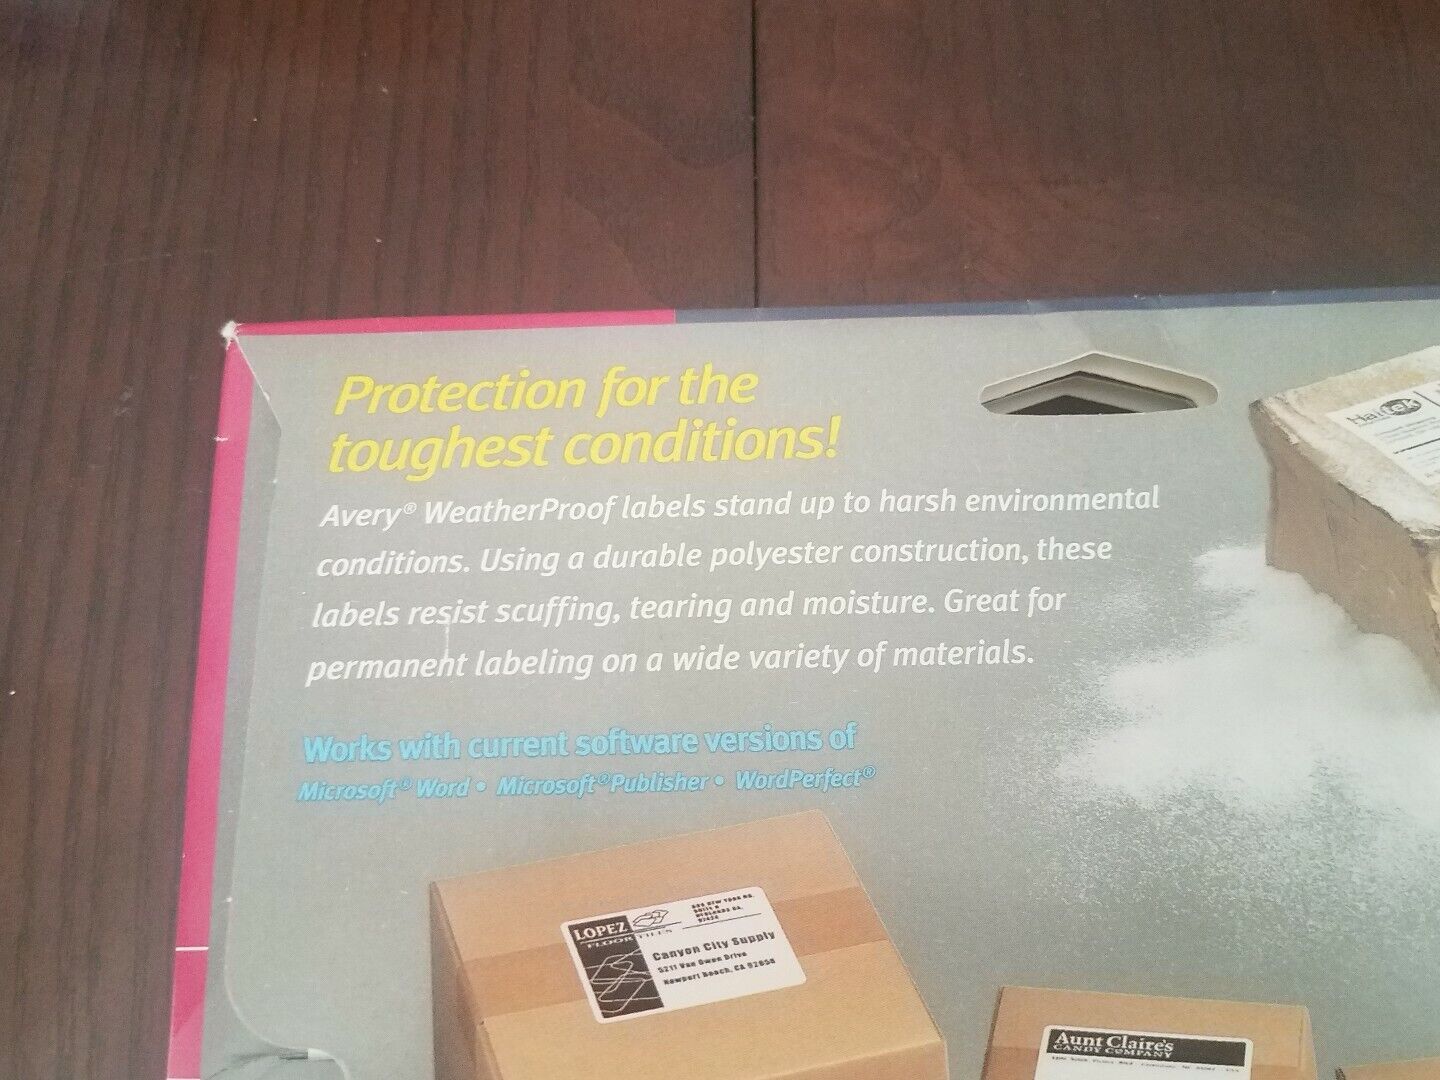 Protection for the
toughest conditions!
Avery® WeatherProof labels stand up to harsh environmental
conditions. Using a durable polyester construction, these
labels resist scuffing, tearing and moisture. Great for
permanent labeling on a wide variety of materials.
Works with current software versions of
Microsoft® Word • Microsoft® Publisher • WordPerfect®
Haltek
LOPEZ
FLOOR TILES
Canyon City Supply
5211 Van Owen Drive
Newport Beach, CA 92658
Aunt Claire's
CANDY COMPANY